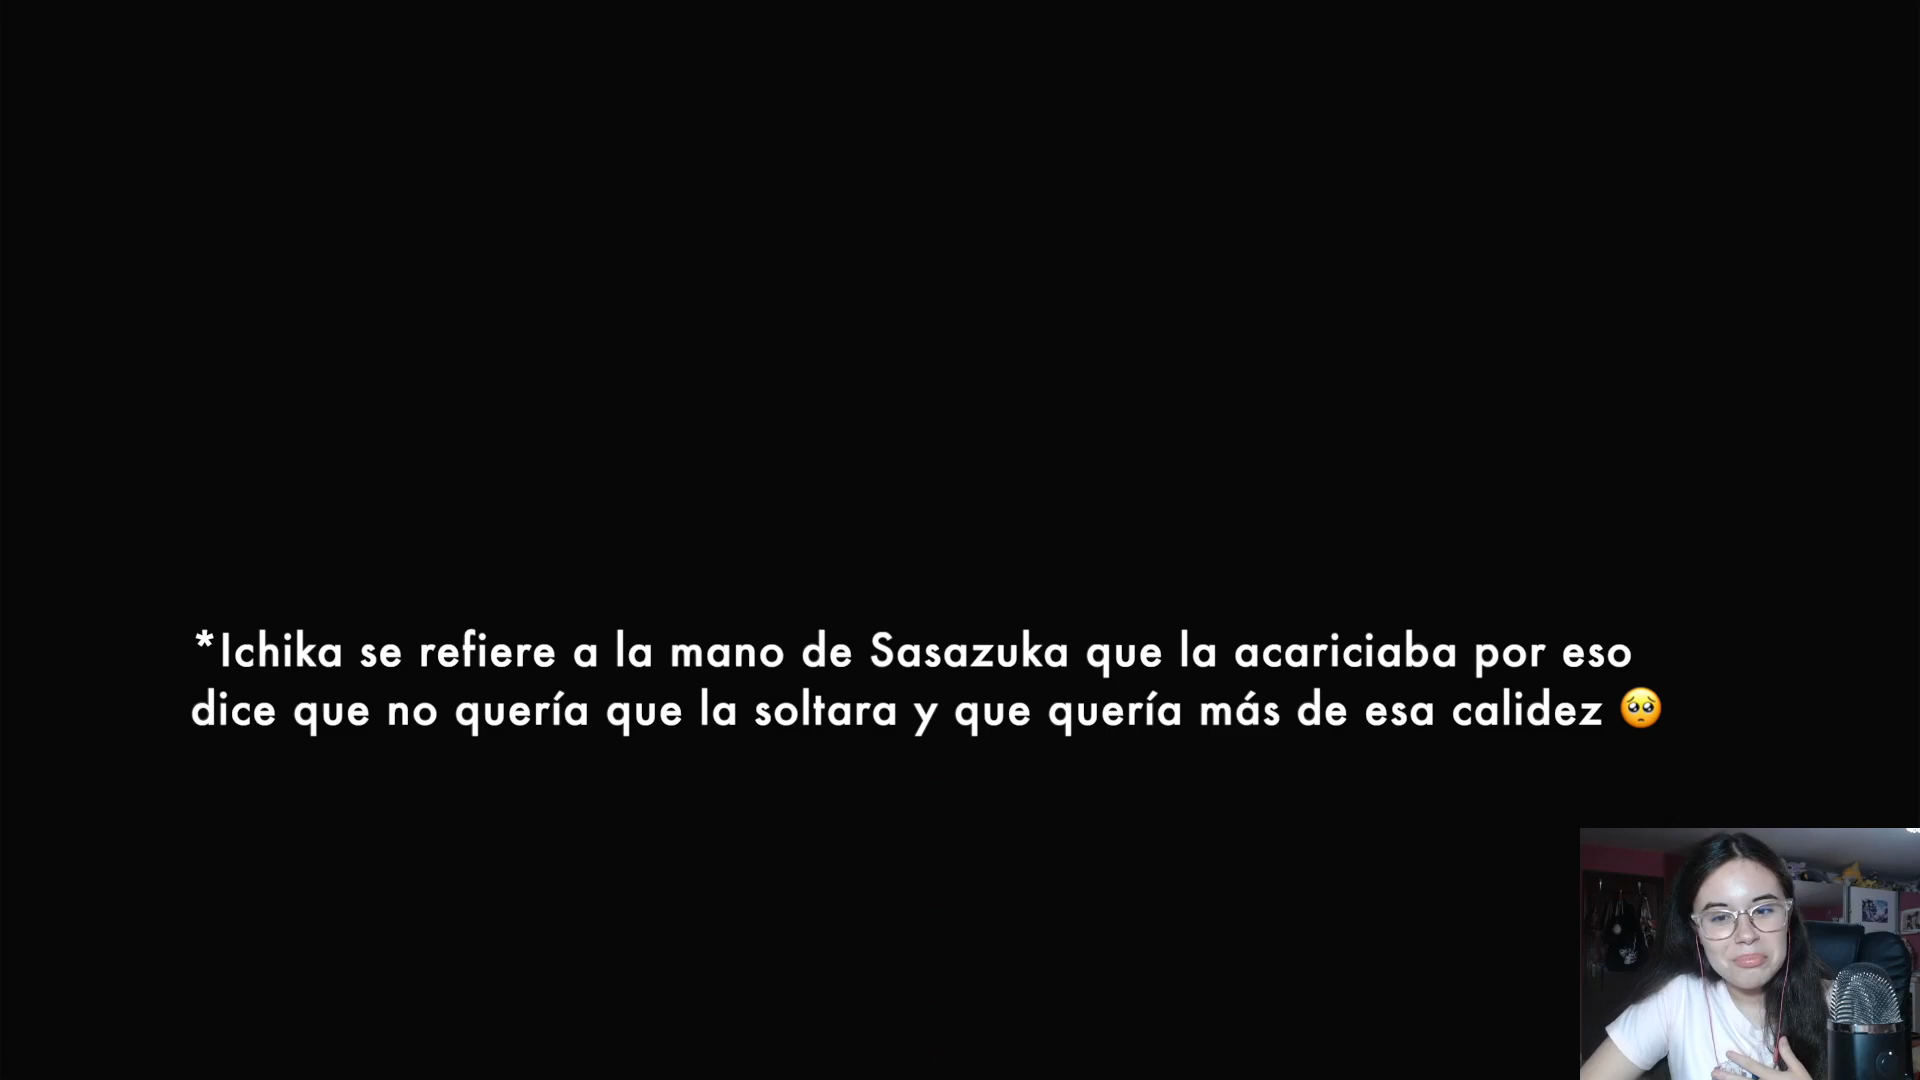 *Ichika se refiere a la mano de Sasazuka que la acariciaba por eso
dice que no quería que la soltara y que quería más de esa calidez 🥺